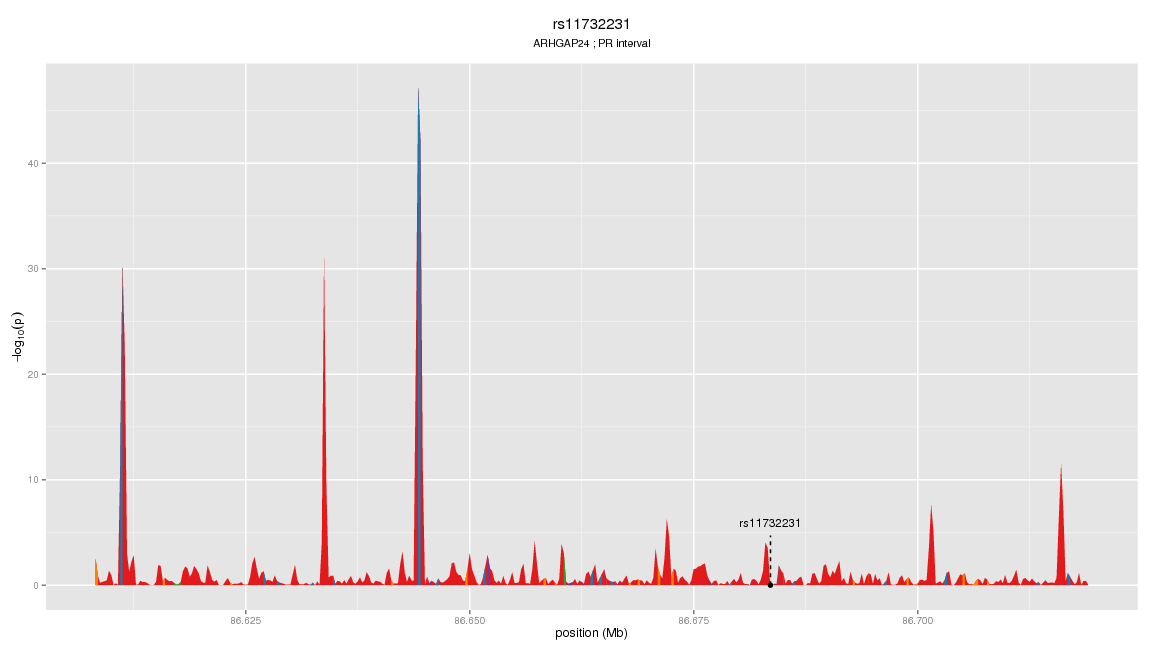 rs11732231
ARHGAP24 ; PR interval
−log10(p)
40
30
20
10
0
rs11732231
86.625 86.650 86.675 86.700
position (Mb)